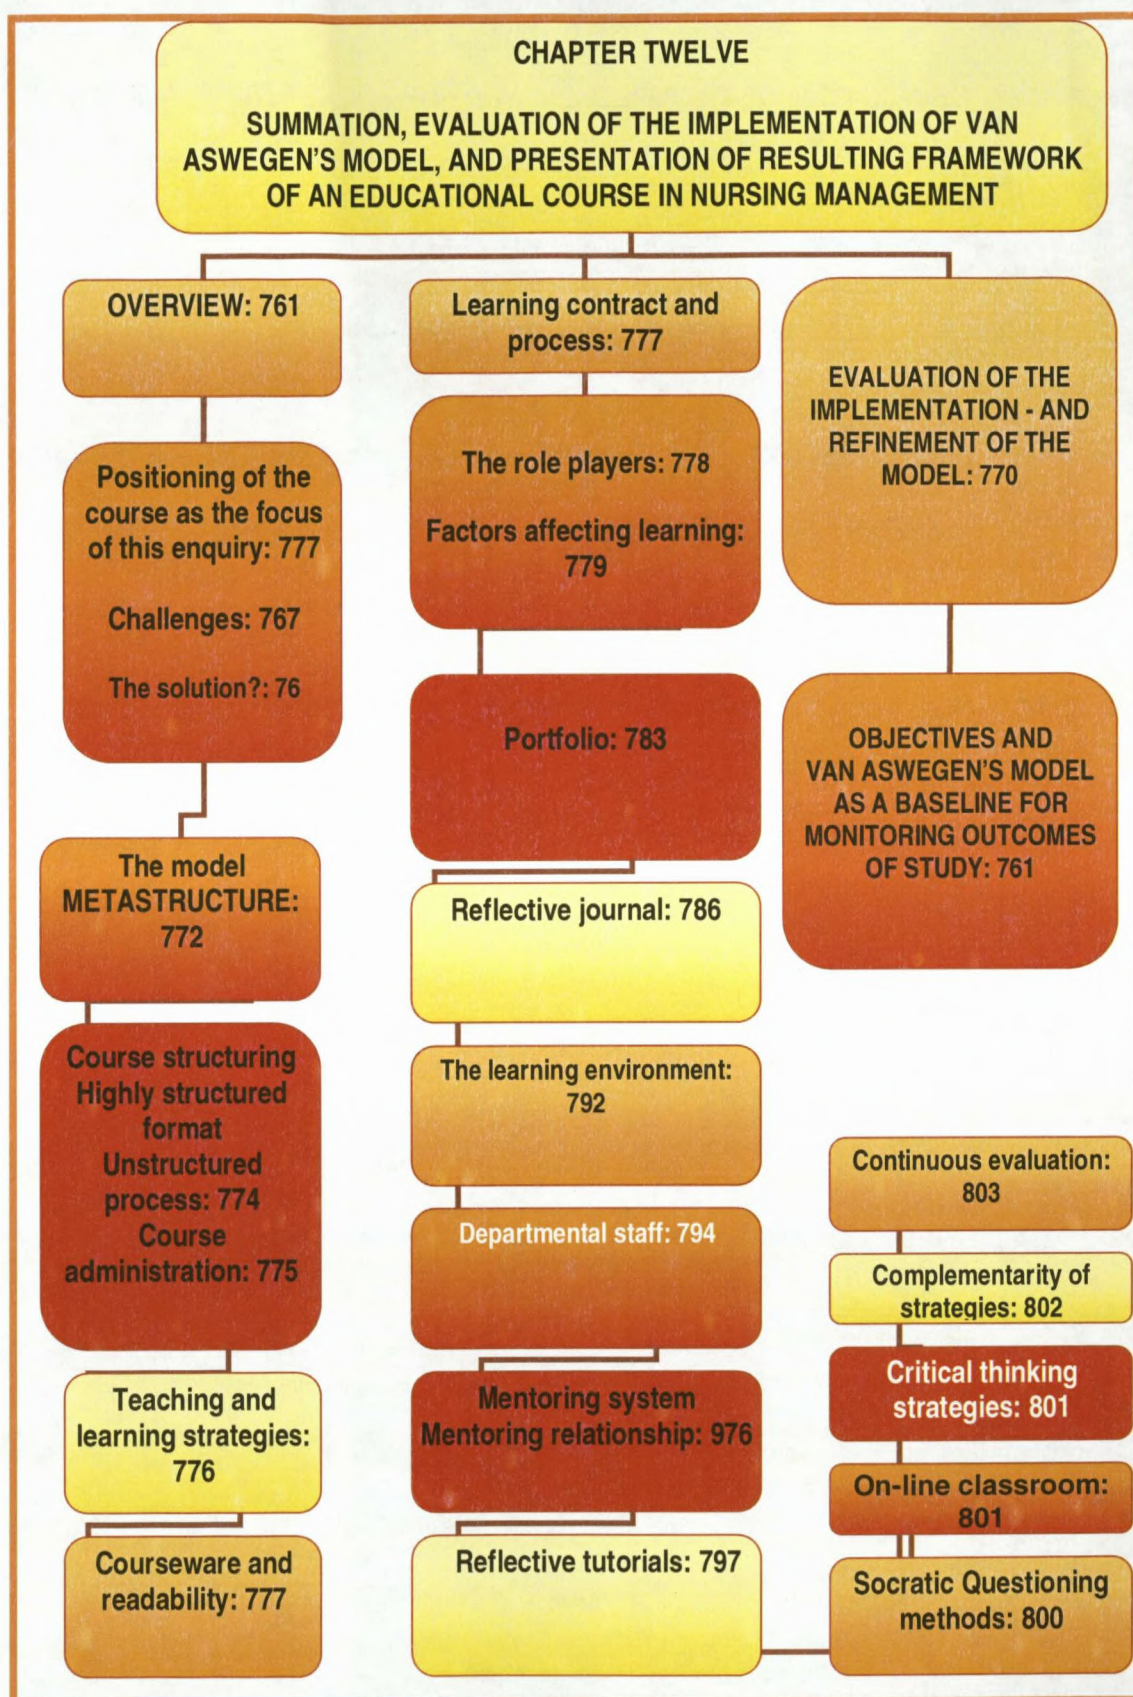 CHAPTER TWELVE
SUMMATION, EVALUATION OF THE IMPLEMENTATION OF VAN
ASWEGEN'S MODEL, AND PRESENTATION OF RESULTING FRAMEWORK
OF AN EDUCATIONAL COURSE IN NURSING MANAGEMENT
OVERVIEW: 761
Positioning of the
course as the focus
of this enquiry: 777
Challenges: 767
The solution?: 76
The model
METASTRUCTURE:
772
Course structuring
Highly structured
format
Unstructured
process: 774
Course
administration: 775
Teaching and
learning strategies:
776
Courseware and
readability: 777
Learning contract and
process: 777
The role players: 778
Factors affecting learning:
779
Portfolio: 783
Reflective journal: 786
The learning environment:
792
Departmental staff: 794
Mentoring system
Mentoring relationship: 976
Reflective tutorials: 797
EVALUATION OF THE
IMPLEMENTATION - AND
REFINEMENT OF THE
MODEL: 770
OBJECTIVES AND
VAN ASWEGEN'S MODEL
AS A BASELINE FOR
MONITORING OUTCOMES
OF STUDY: 761
Continuous evaluation:
803
Complementarity of
strategies: 802
Critical thinking
strategies: 801
On-line classroom:
801
Socratic Questioning
methods: 800